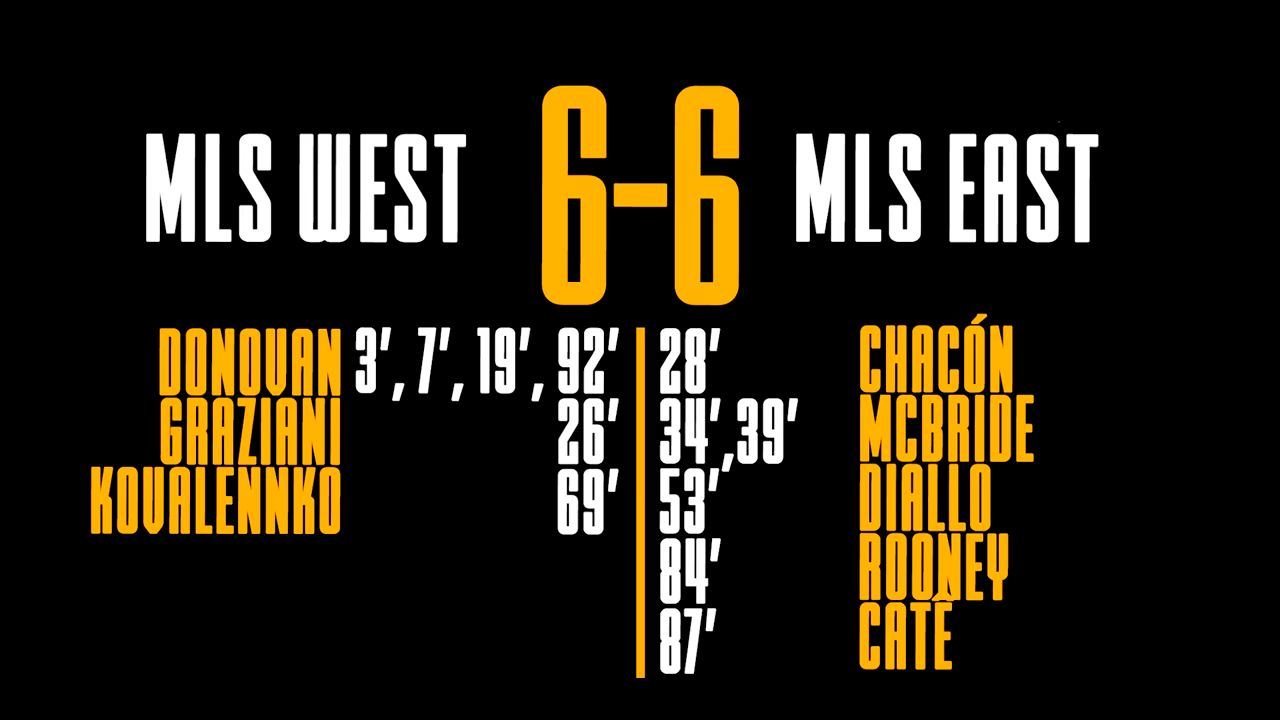 MLS WEST 6-6 MLS EAST
DONOVAN 3', 7', 19', 92' 28' CHACÓN
GRAZIANI 26' 34', 39' MCBRIDE
KOVALENNKO 69' 53' DIALLO
84' ROONEY
87' CATÊ